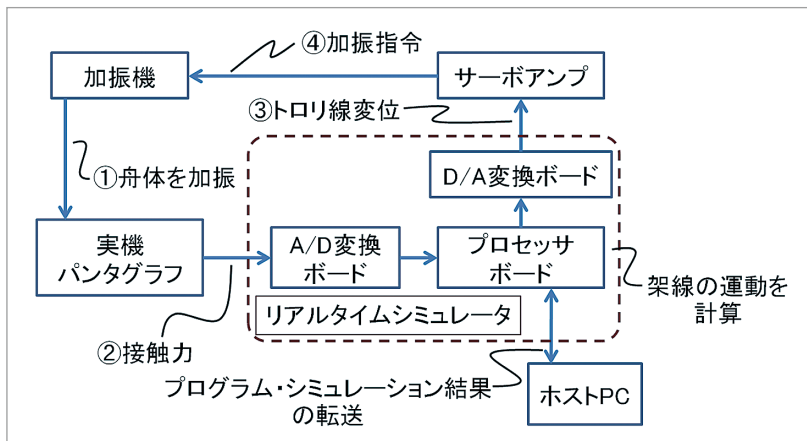 ④加振指令
加振機
サーボアンプ
③トロリ線変位
①舟体を加振
D/A変換ボード
実機
パンタグラフ
A/D変換
ボード
プロセッサ
ボード
架線の運動を
計算
リアルタイムシミュレータ
②接触力
プログラム・シミュレーション結果
の転送
ホストPC